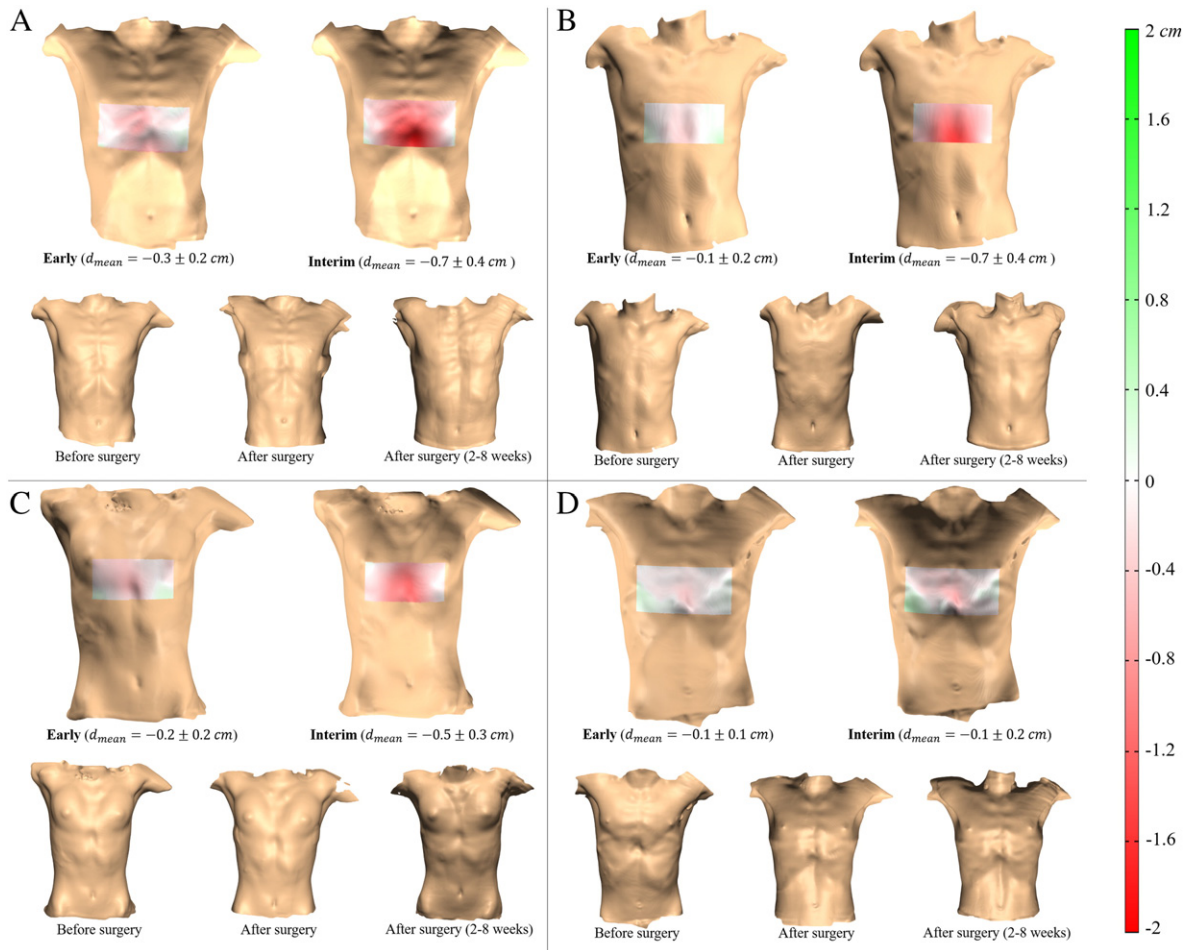 A
B
Early (d_mean = −0.3 ± 0.2 cm)
Interim (d_mean = −0.7 ± 0.4 cm )
Early (d_mean = −0.1 ± 0.2 cm)
Interim (d_mean = −0.7 ± 0.4 cm )
Before surgery
After surgery
After surgery (2-8 weeks)
Before surgery
After surgery
After surgery (2-8 weeks)
C
D
Early (d_mean = −0.2 ± 0.2 cm)
Interim (d_mean = −0.5 ± 0.3 cm )
Early (d_mean = −0.1 ± 0.1 cm)
Interim (d_mean = −0.1 ± 0.2 cm )
Before surgery
After surgery
After surgery (2-8 weeks)
Before surgery
After surgery
After surgery (2-8 weeks)
2 cm
1.6
1.2
0.8
0.4
0
-0.4
-0.8
-1.2
-1.6
-2